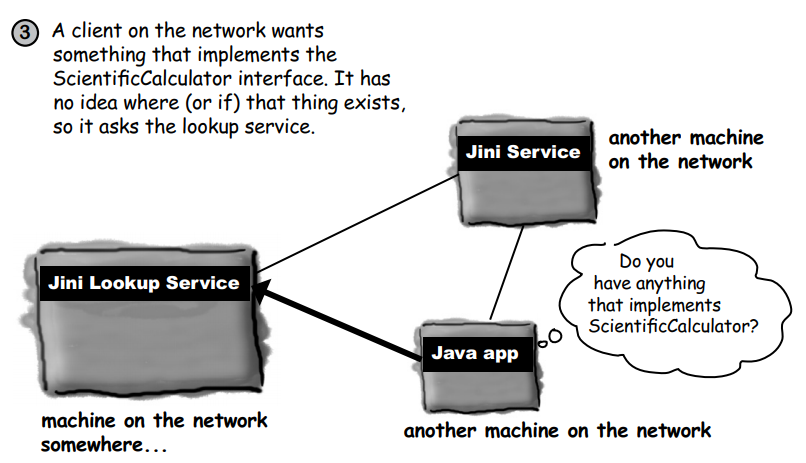 3
A client on the network wants
something that implements the
ScientificCalculator interface. It has
no idea where (or if) that thing exists,
so it asks the lookup service.
Jini Service
another machine
on the network
Do you
have anything
that implements
ScientificCalculator?
Jini Lookup Service
Java app
machine on the network
somewhere...
another machine on the network